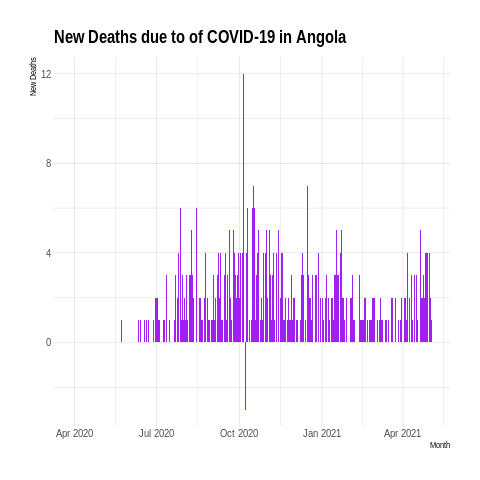 New Deaths due to of COVID-19 in Angola
New Deaths
12
8
4
0
Apr 2020 Jul 2020 Oct 2020 Jan 2021 Apr 2021
Month